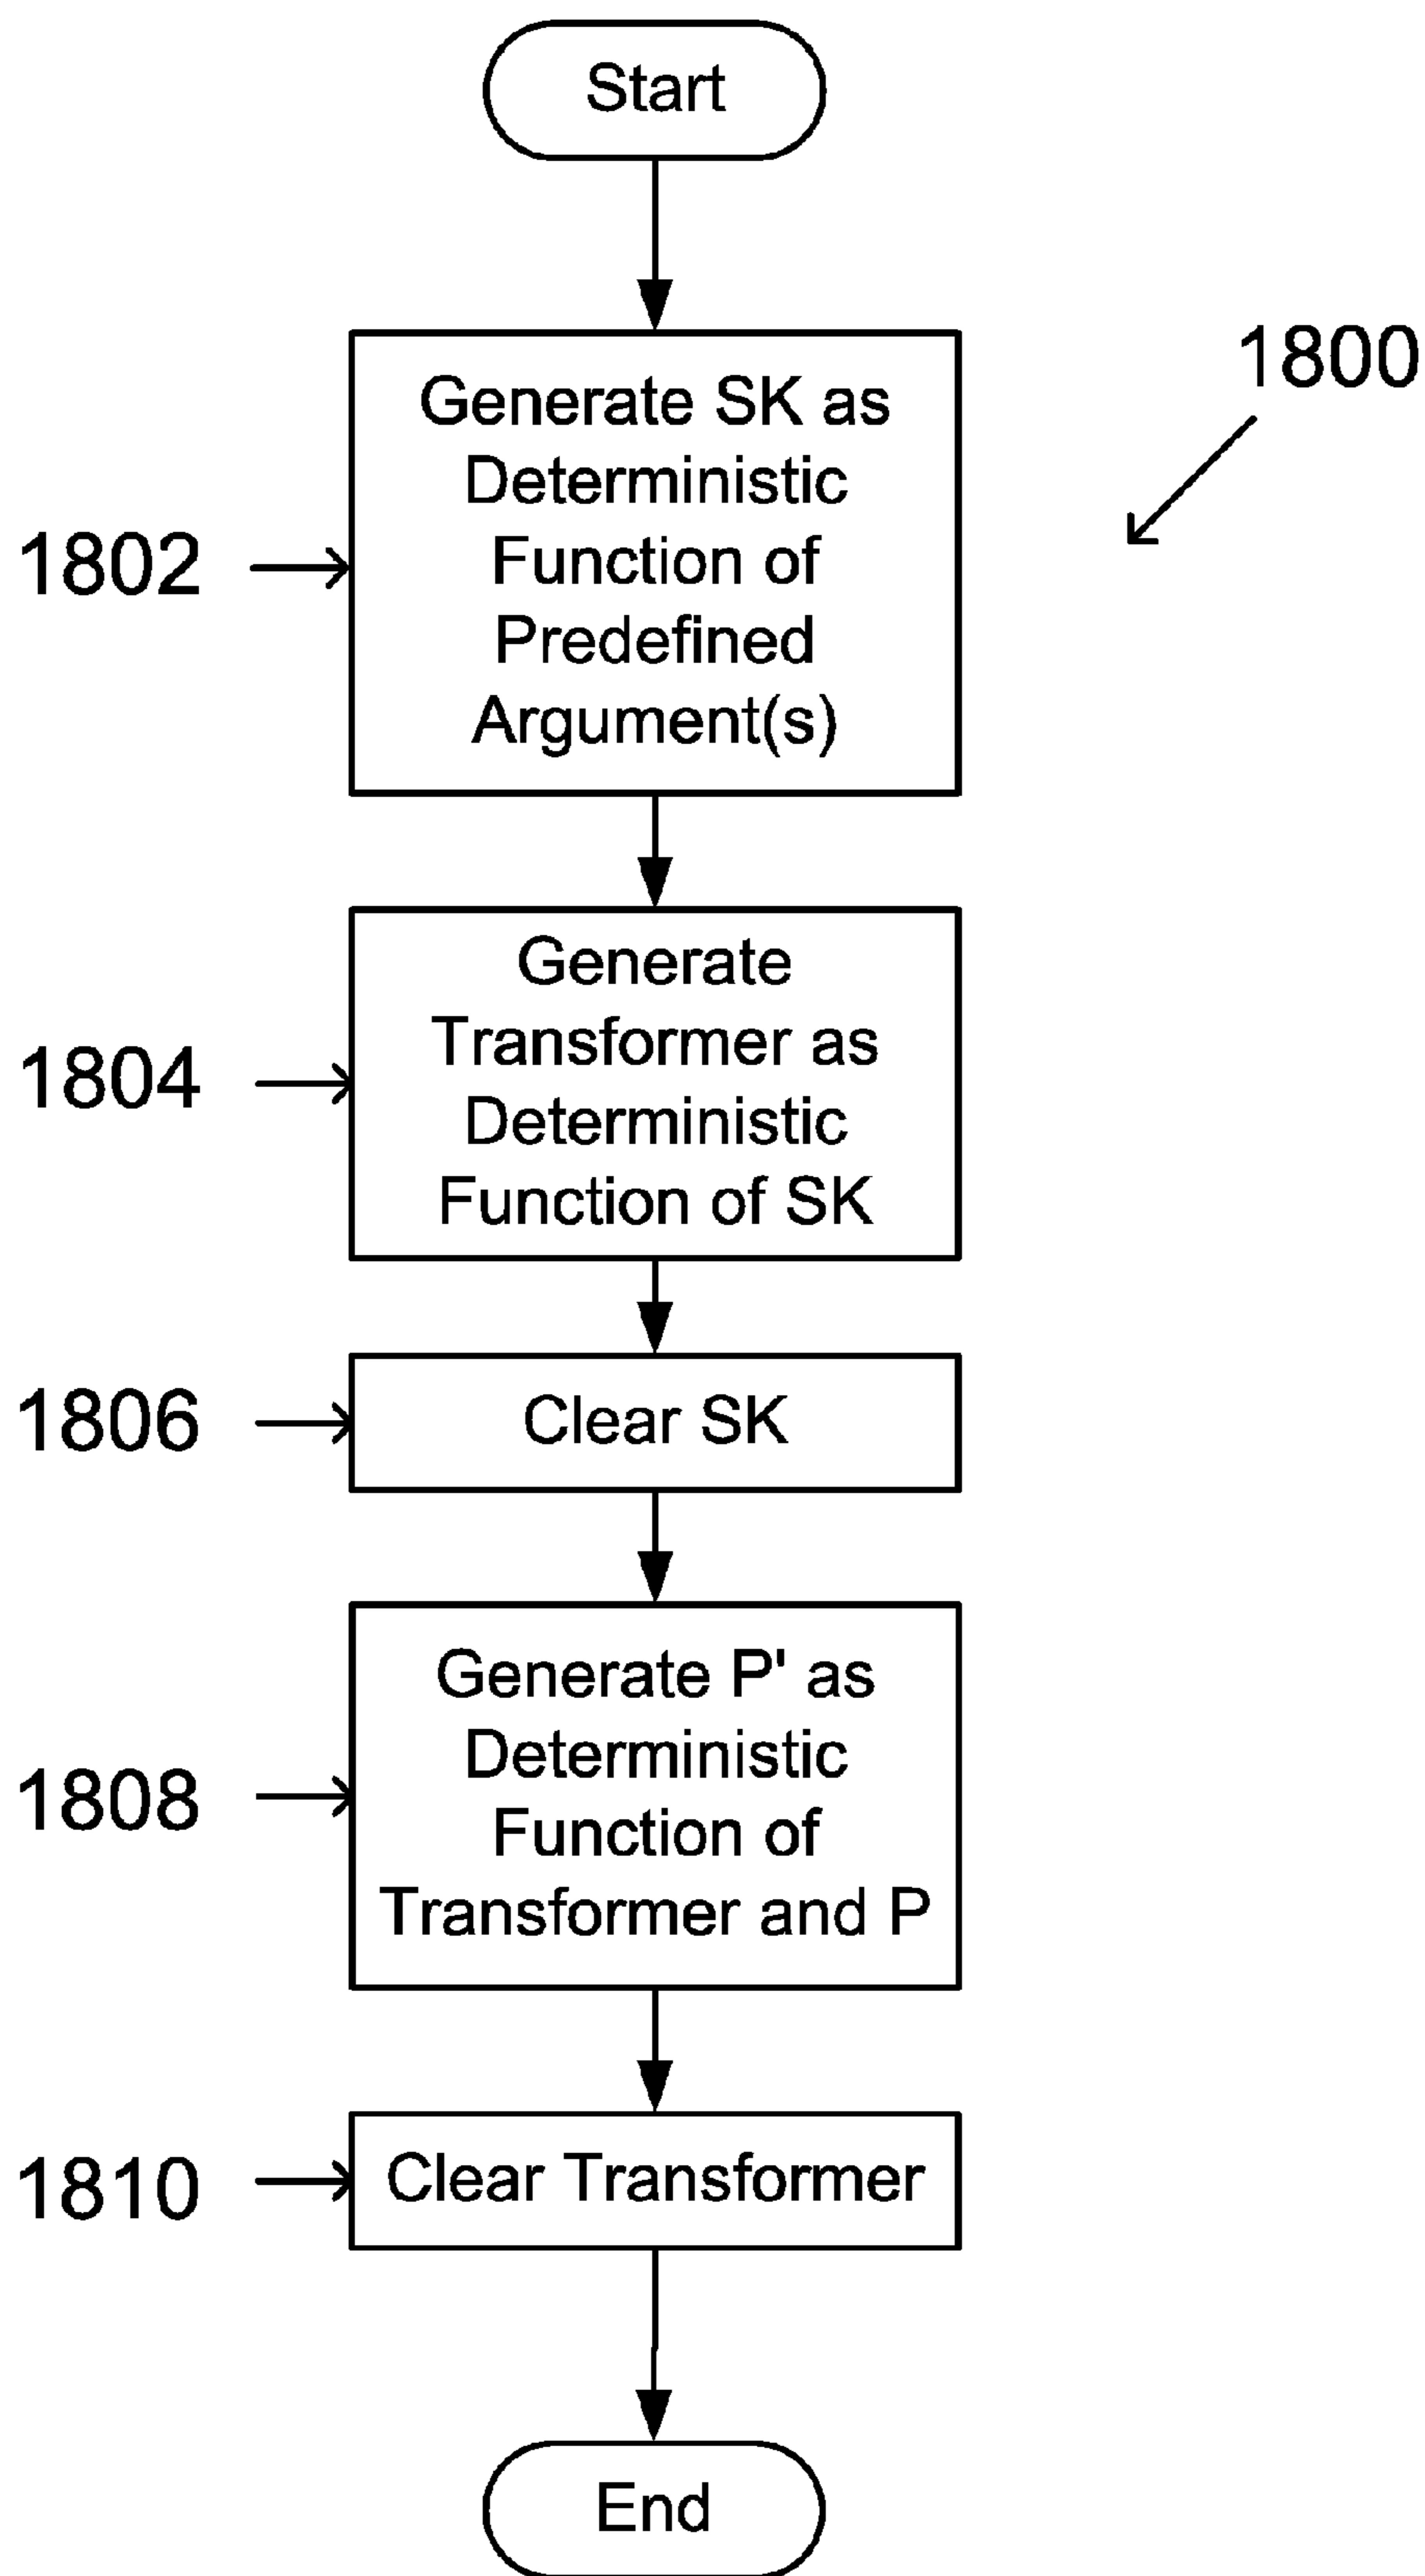 Start
1800
Generate SK as
Deterministic
Function of
Predefined
Argument(s)
1802
Generate
Transformer as
Deterministic
Function of SK
1804
Clear SK
1806
Generate P' as
Deterministic
Function of
Transformer and P
1808
Clear Transformer
1810
End